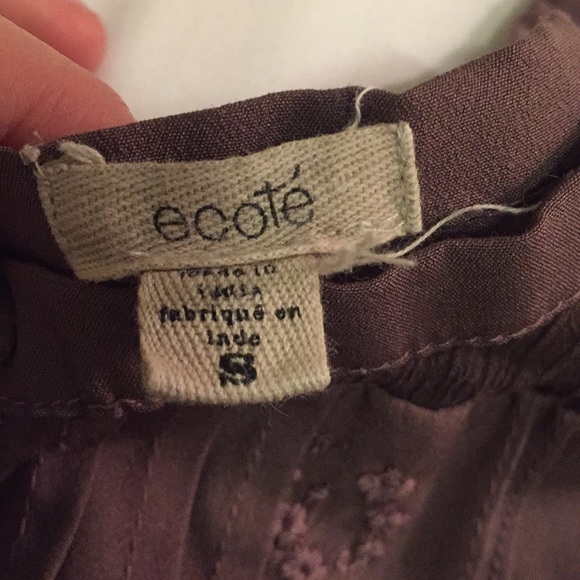 ecoté
made in
India
fabriqué en
Inde
S